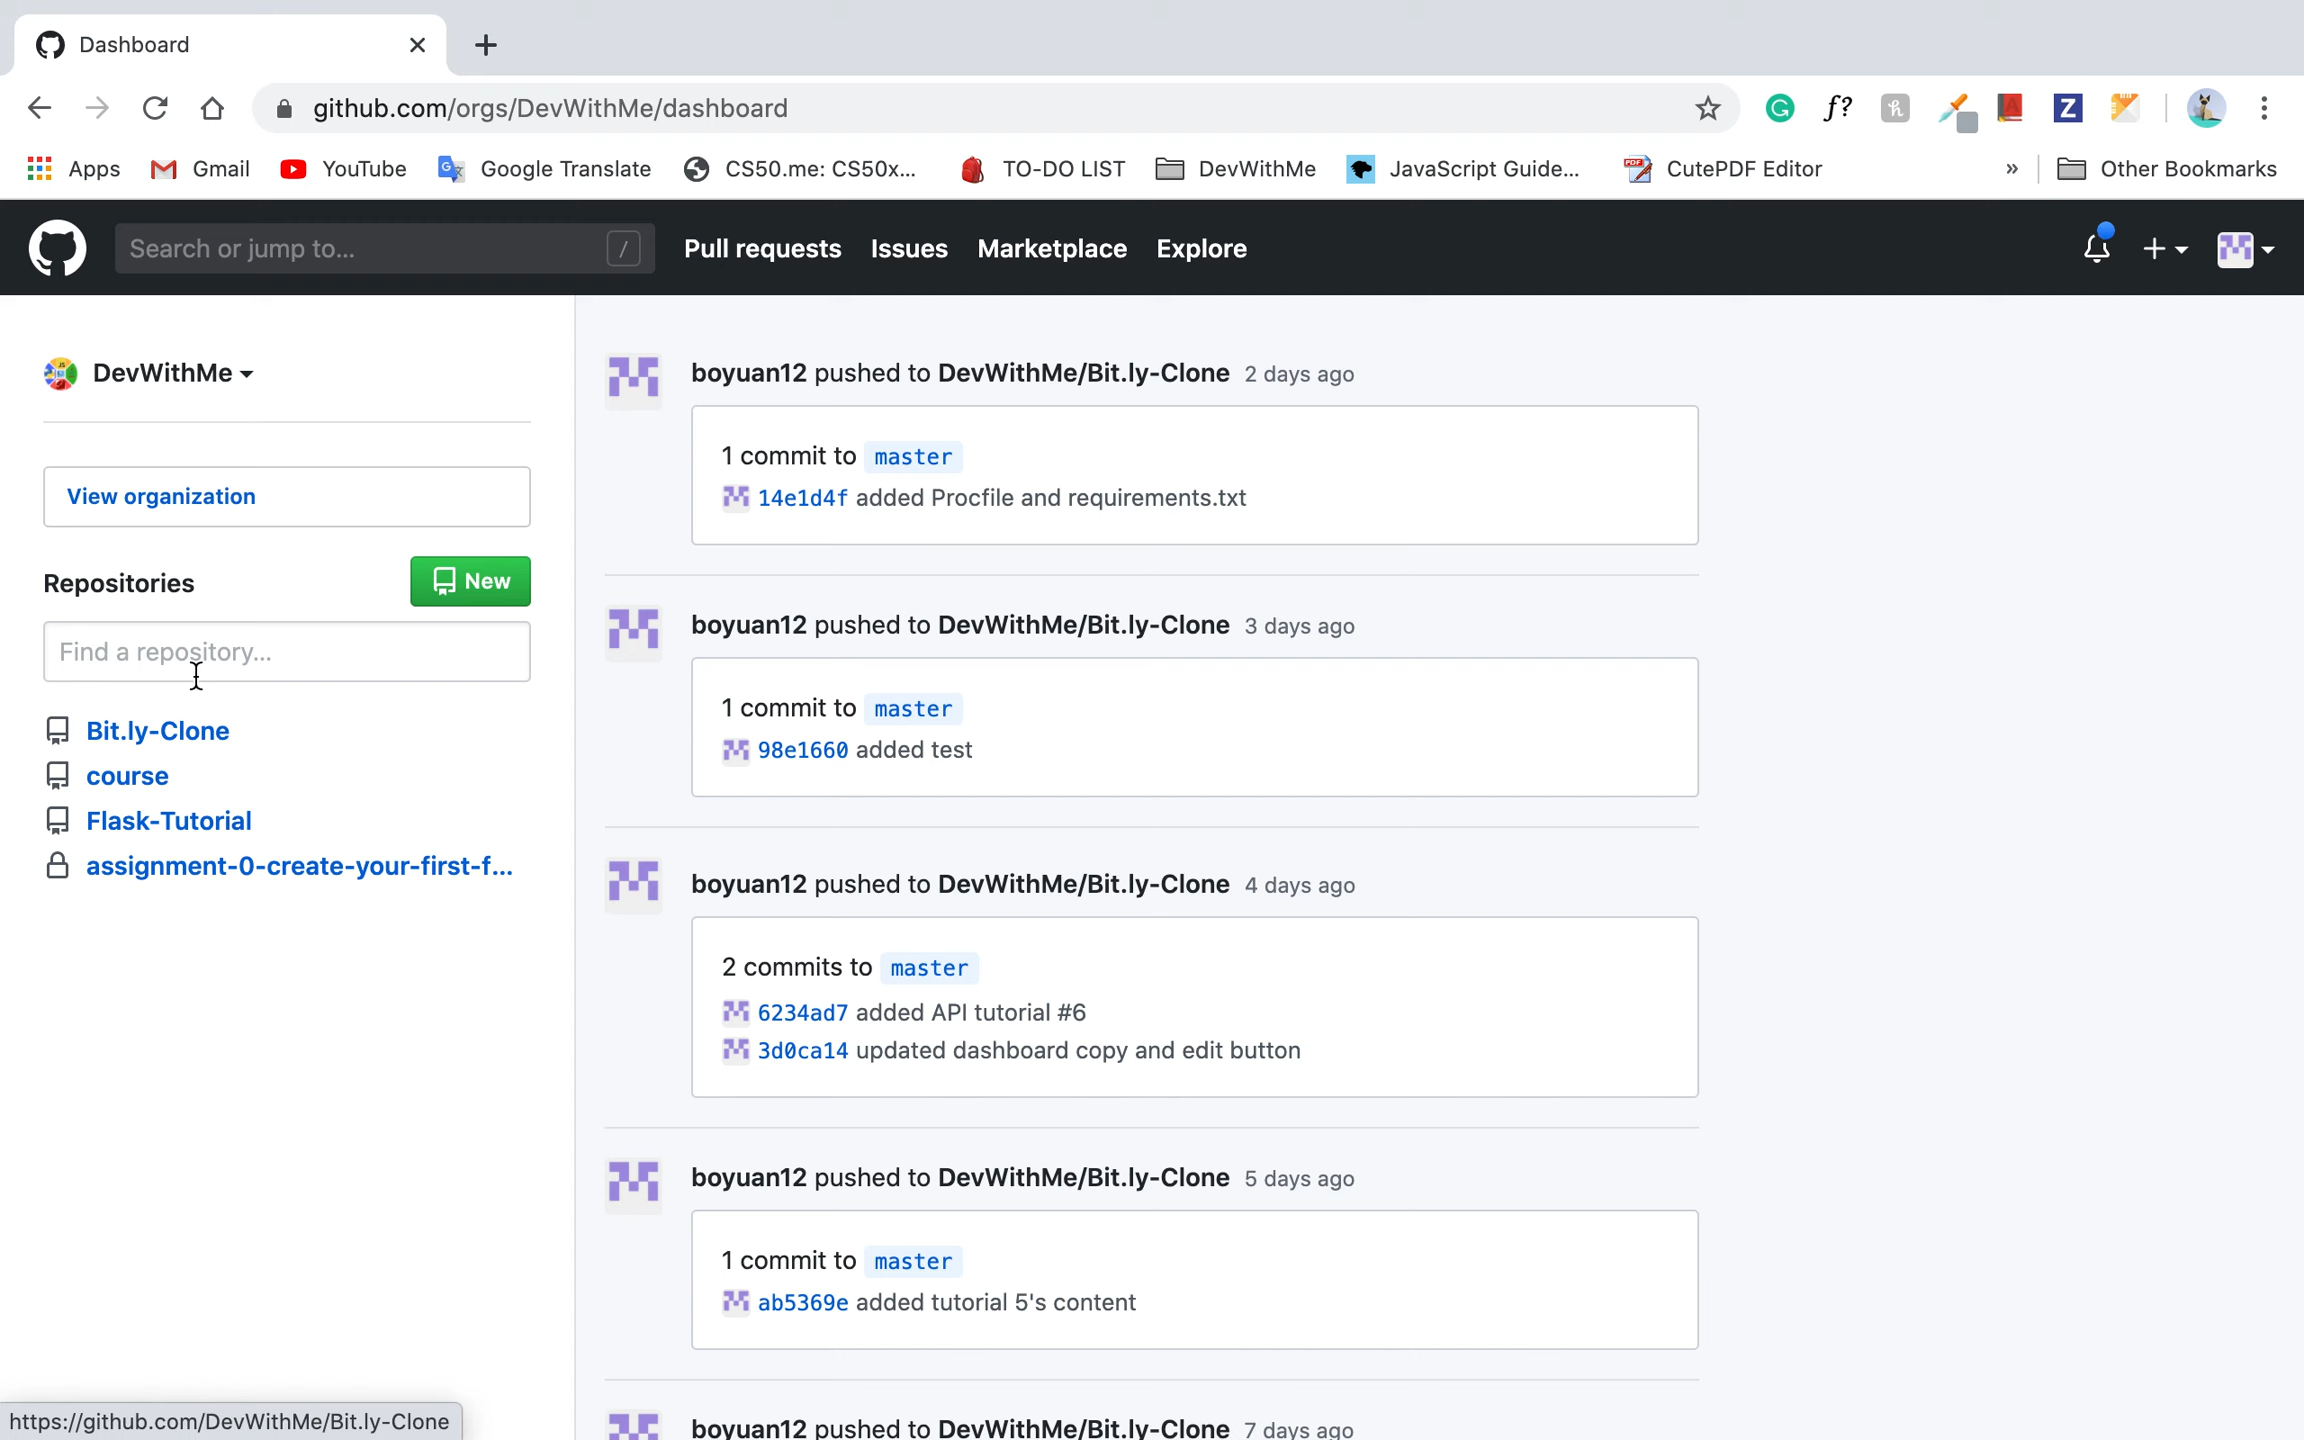 Dashboard
github.com/orgs/DevWithMe/dashboard
f?
Z
Apps Gmail YouTube Google Translate CS50.me: CS50x... TO-DO LIST DevWithMe JavaScript Guide... CutePDF Editor » Other Bookmarks
Search or jump to... / Pull requests Issues Marketplace Explore
DevWithMe
View organization
Repositories New
Find a repository...
Bit.ly-Clone
course
Flask-Tutorial
assignment-0-create-your-first-f...
boyuan12 pushed to DevWithMe/Bit.ly-Clone 2 days ago
1 commit to master
14e1d4f added Procfile and requirements.txt
boyuan12 pushed to DevWithMe/Bit.ly-Clone 3 days ago
1 commit to master
98e1660 added test
boyuan12 pushed to DevWithMe/Bit.ly-Clone 4 days ago
2 commits to master
6234ad7 added API tutorial #6
3d0ca14 updated dashboard copy and edit button
boyuan12 pushed to DevWithMe/Bit.ly-Clone 5 days ago
1 commit to master
ab5369e added tutorial 5's content
boyuan12 pushed to DevWithMe/Bit.ly-Clone 7 days ago
https://github.com/DevWithMe/Bit.ly-Clone